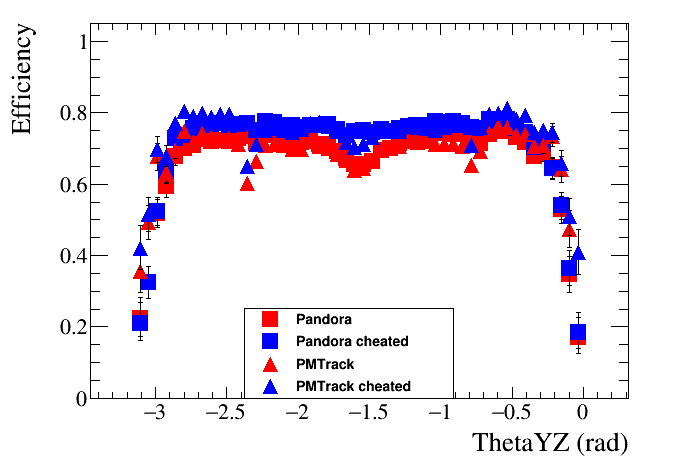 Efficiency
1
0.8
0.6
0.4
0.2
0
Pandora
Pandora cheated
PMTrack
PMTrack cheated
−3 −2.5 −2 −1.5 −1 −0.5 0
ThetaYZ (rad)